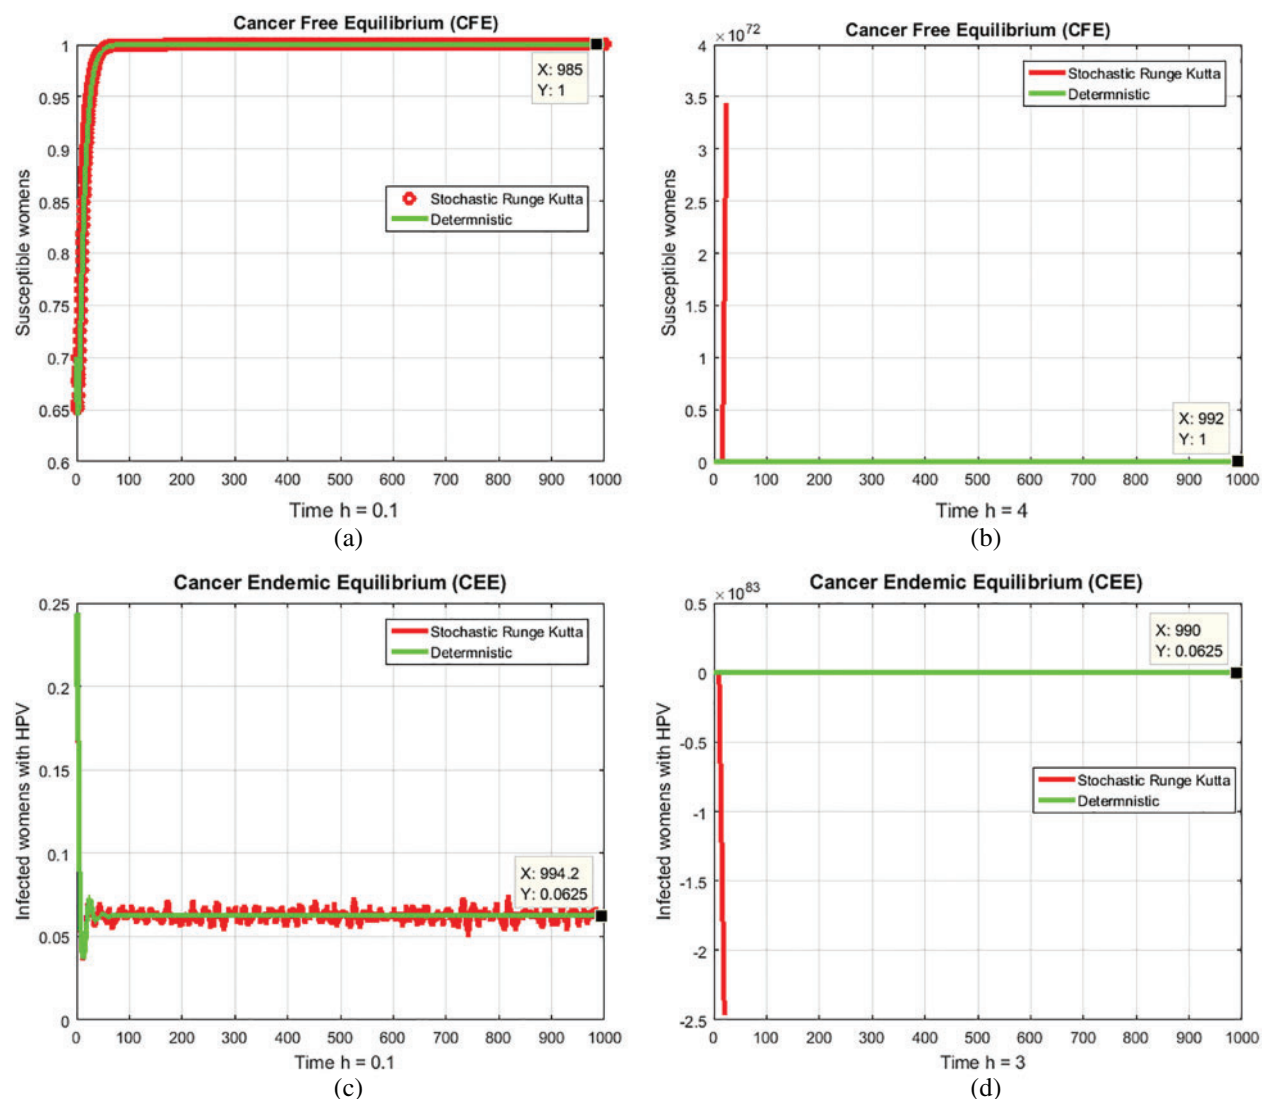 Cancer Free Equilibrium (CFE)
1
0.95
0.9
0.85
0.8
0.75
0.7
0.65
0.6
Susceptible womens
X: 985
Y: 1
Stochastic Runge Kutta
Determnistic
0 100 200 300 400 500 600 700 800 900 1000
Time h = 0.1
(a)
Cancer Free Equilibrium (CFE)
×10^72
4
3.5
3
2.5
2
1.5
1
0.5
0
Susceptible womens
Stochastic Runge Kutta
Determnistic
X: 992
Y: 1
0 100 200 300 400 500 600 700 800 900 1000
Time h = 4
(b)
Cancer Endemic Equilibrium (CEE)
0.25
0.2
0.15
0.1
0.05
0
Infected womens with HPV
Stochastic Runge Kutta
Determnistic
X: 994.2
Y: 0.0625
0 100 200 300 400 500 600 700 800 900 1000
Time h = 0.1
(c)
Cancer Endemic Equilibrium (CEE)
×10^83
0.5
0
-0.5
-1
-1.5
-2
-2.5
Infected womens with HPV
X: 990
Y: 0.0625
Stochastic Runge Kutta
Determnistic
0 100 200 300 400 500 600 700 800 900 1000
Time h = 3
(d)